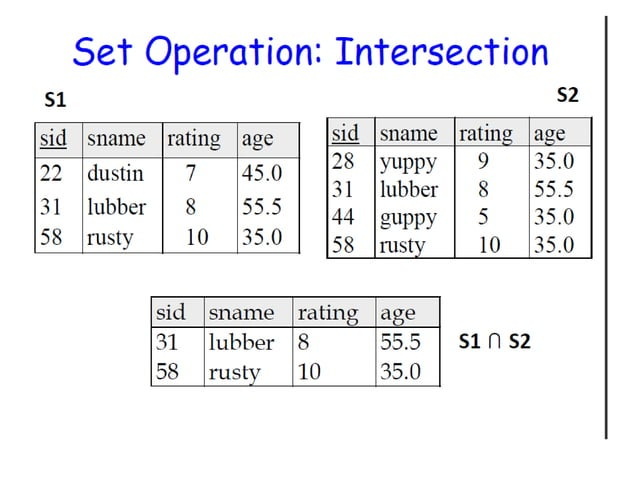 Set Operation: Intersection
S1
S2
sid sname rating age
22 dustin 7 45.0
31 lubber 8 55.5
58 rusty 10 35.0
sid sname rating age
28 yuppy 9 35.0
31 lubber 8 55.5
44 guppy 5 35.0
58 rusty 10 35.0
sid sname rating age
31 lubber 8 55.5
58 rusty 10 35.0
S1 ∩ S2